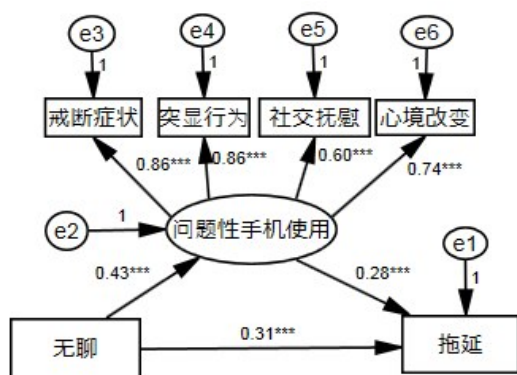 e3 e4 e5 e6
1 1 1 1
戒断症状 突显行为 社交抚慰 心境改变
0.86*** 0.86*** 0.60*** 0.74***
e2 1 问题性手机使用
e1
0.43*** 0.28*** 1
无聊 0.31*** 拖延